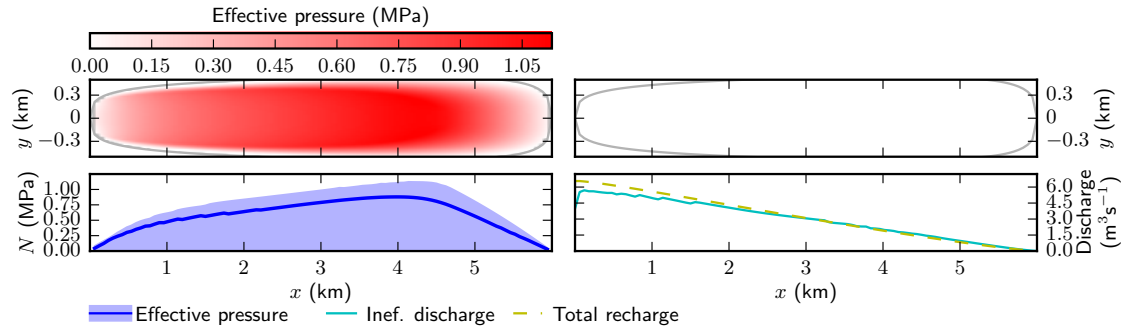 Effective pressure (MPa)
0.00 0.15 0.30 0.45 0.60 0.75 0.90 1.05
y (km)
0.3
0
−0.3
0.3
0
−0.3
y (km)
N (MPa)
1.00
0.75
0.50
0.25
0.00
1 2 3 4 5
x (km)
6.0
4.5
3.0
1.5
0.0
Discharge
(m³s⁻¹)
1 2 3 4 5
x (km)
Effective pressure Inef. discharge Total recharge